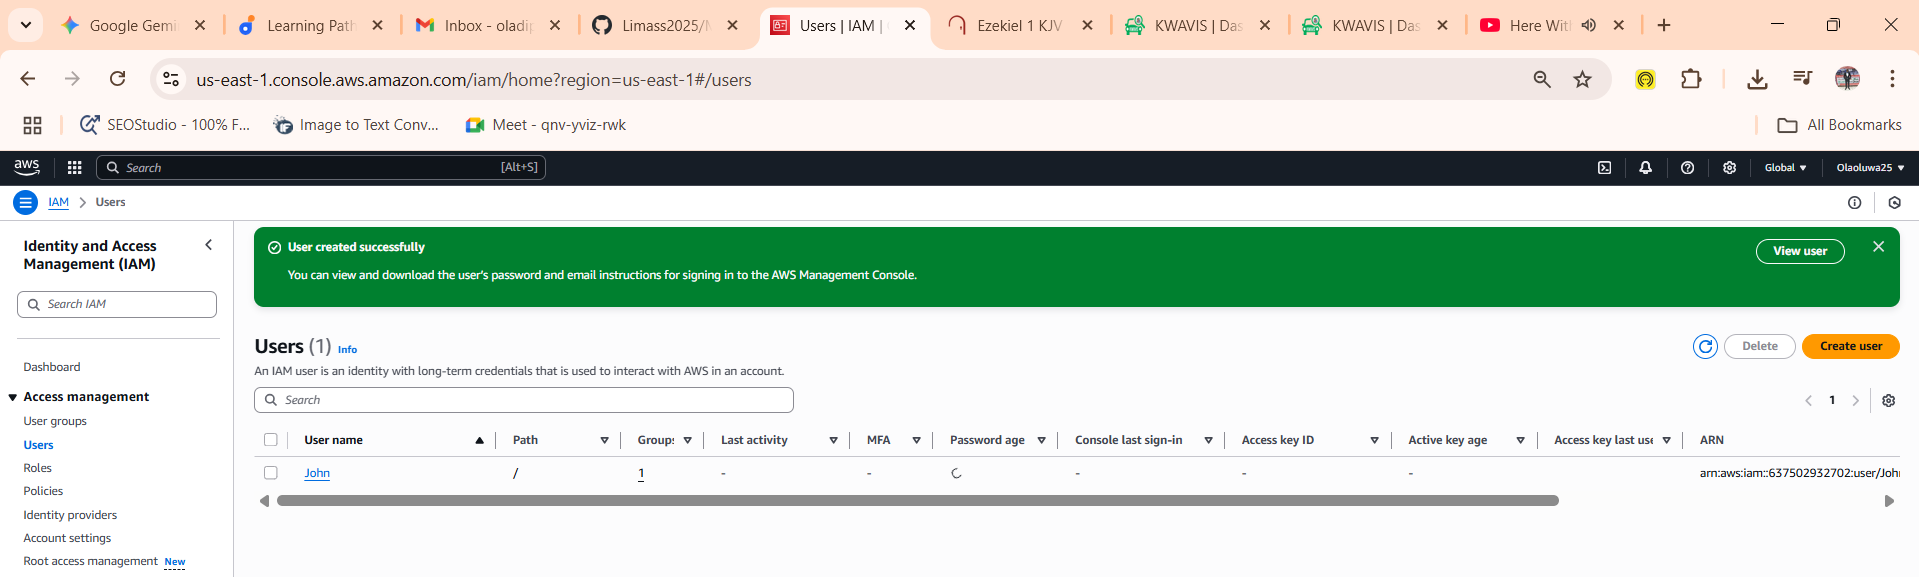 Google Gemi
Learning Path
Inbox - oladip
Limass2025/M
Users | IAM | G
Ezekiel 1 KJV
KWAVIS | Das
KWAVIS | Das
Here With
us-east-1.console.aws.amazon.com/iam/home?region=us-east-1#/users
SEOStudio - 100% F...
Image to Text Conv...
Meet - qnv-yviz-rwk
All Bookmarks
aws
Search
[Alt+S]
Global
Olaoluwa25
IAM
Users
Identity and Access
Management (IAM)
Search IAM
Dashboard
Access management
User groups
Users
Roles
Policies
Identity providers
Account settings
Root access management New
User created successfully
You can view and download the user's password and email instructions for signing in to the AWS Management Console.
View user
Users (1) Info
Delete
Create user
An IAM user is an identity with long-term credentials that is used to interact with AWS in an account.
Search
1
User name Path Groups Last activity MFA Password age Console last sign-in Access key ID Active key age Access key last use ARN
John / 1 - - - - - arn:aws:iam::637502932702:user/John